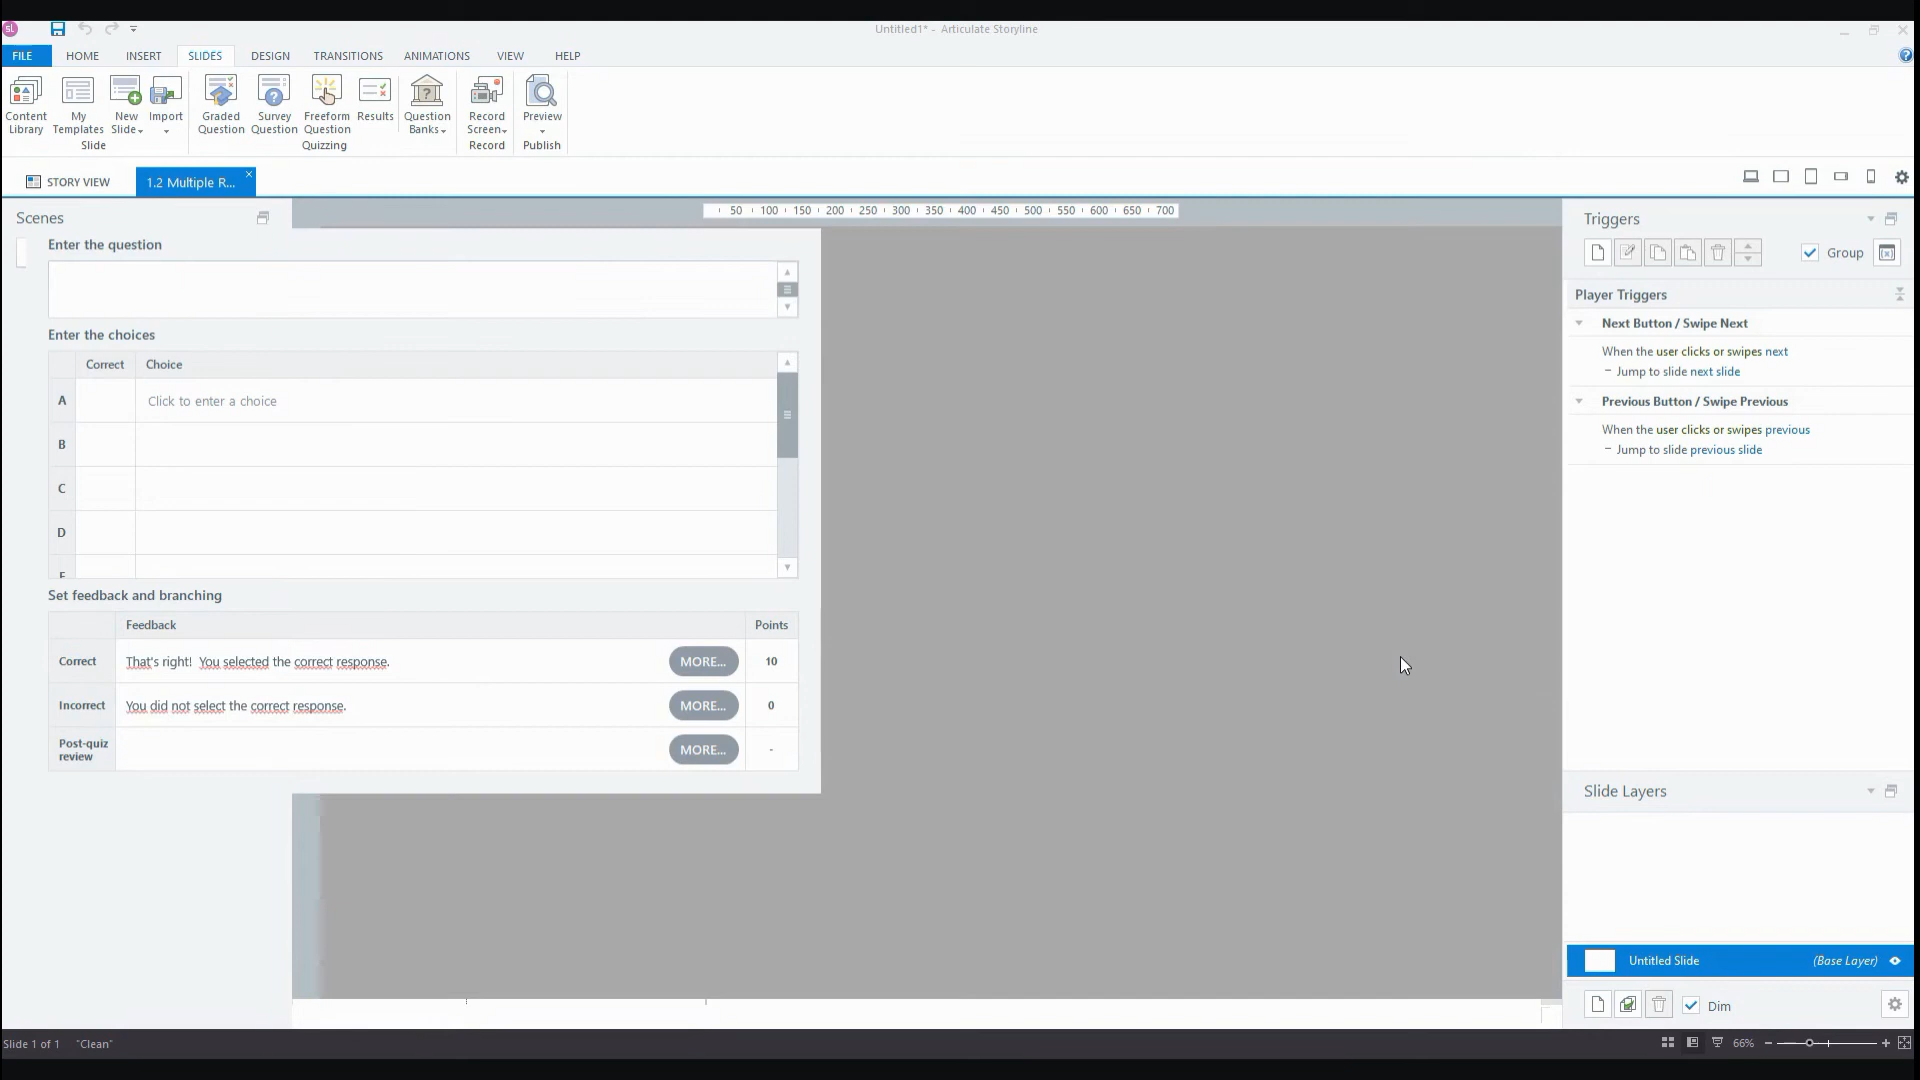 sl
Untitled1* - Articulate Storyline
FILE HOME INSERT SLIDES DESIGN TRANSITIONS ANIMATIONS VIEW HELP
Content Library
My Templates
New Slide
Import
Graded Question
Survey Question
Freeform Question
Results
Question Banks
Record Screen
Preview
Slide Quizzing Record Publish
STORY VIEW 1.2 Multiple R...
Scenes
50 100 150 200 250 300 350 400 450 500 550 600 650 700
Enter the question
Enter the choices
Correct Choice
A Click to enter a choice
B
C
D
E
Set feedback and branching
Feedback Points
Correct That's right! You selected the correct response. MORE... 10
Incorrect You did not select the correct response. MORE... 0
Post-quiz review MORE... -
Triggers
Group
Player Triggers
Next Button / Swipe Next
When the user clicks or swipes next
- Jump to slide next slide
Previous Button / Swipe Previous
When the user clicks or swipes previous
- Jump to slide previous slide
Slide Layers
Untitled Slide (Base Layer)
Dim
Slide 1 of 1 "Clean" 66%